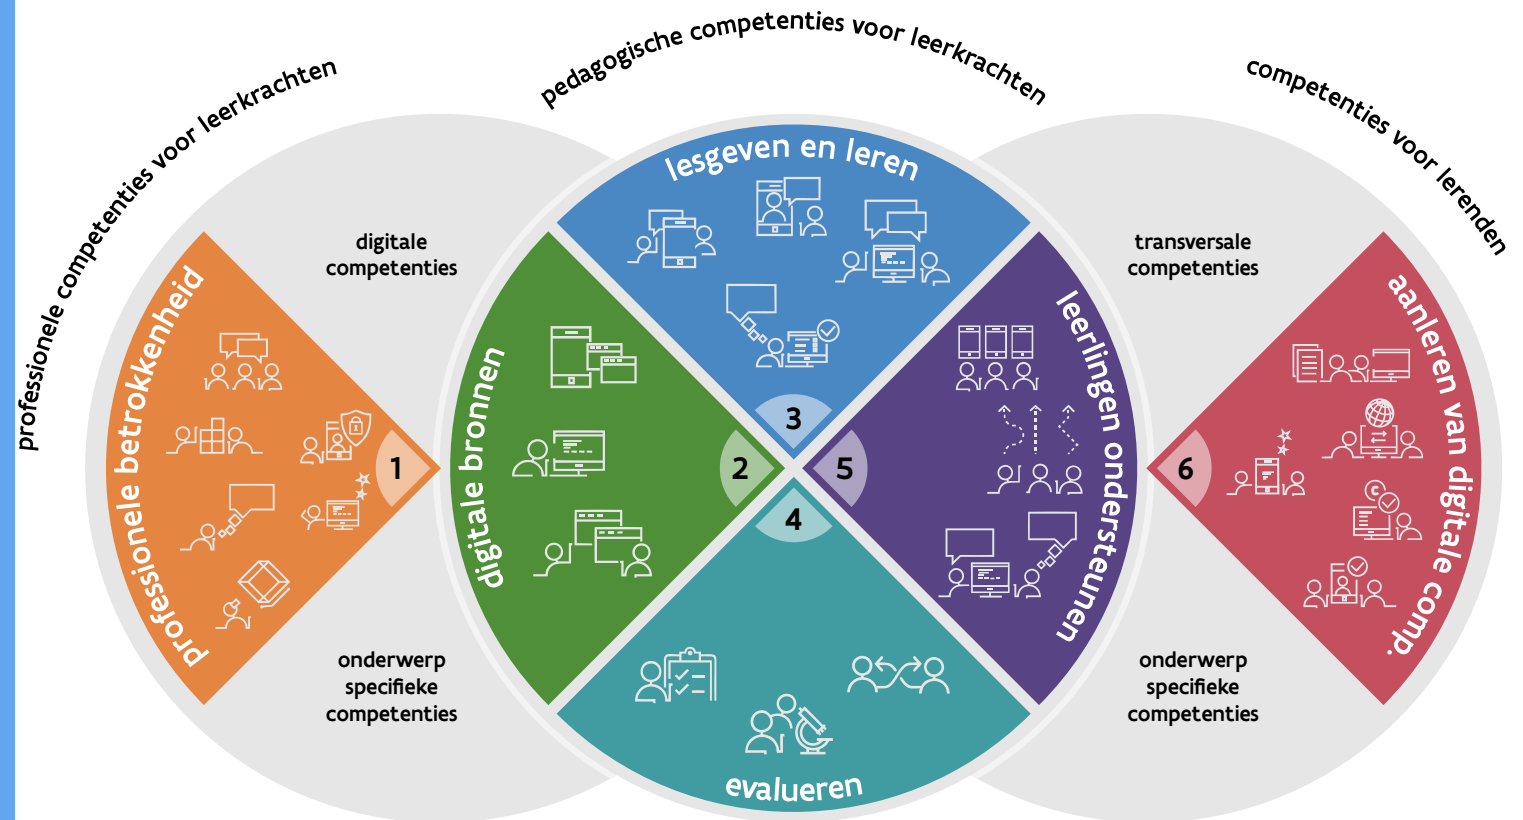 professionele competenties voor leerkrachten
pedagogische competenties voor leerkrachten
competenties voor lerenden
digitale
competenties
transversale
competenties
professionele betrokkenheid
1
digitale bronnen
2
lesgeven en leren
3
evalueren
4
leerlingen ondersteunen
5
aanleren van digitale comp.
6
onderwerp
specifieke
competenties
onderwerp
specifieke
competenties